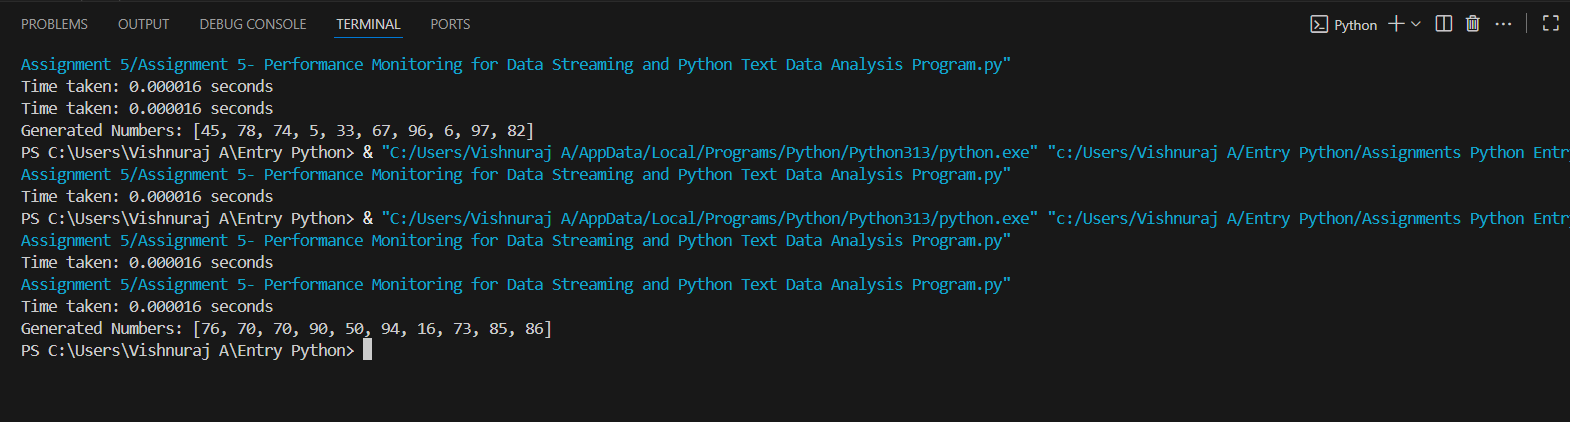 PROBLEMS OUTPUT DEBUG CONSOLE TERMINAL PORTS Python
Assignment 5/Assignment 5- Performance Monitoring for Data Streaming and Python Text Data Analysis Program.py"
Time taken: 0.000016 seconds
Time taken: 0.000016 seconds
Generated Numbers: [45, 78, 74, 5, 33, 67, 96, 6, 97, 82]
PS C:\Users\Vishnuraj A\Entry Python> & "C:/Users/Vishnuraj A/AppData/Local/Programs/Python/Python313/python.exe" "c:/Users/Vishnuraj A/Entry Python/Assignments Python Entry
Assignment 5/Assignment 5- Performance Monitoring for Data Streaming and Python Text Data Analysis Program.py"
Time taken: 0.000016 seconds
PS C:\Users\Vishnuraj A\Entry Python> & "C:/Users/Vishnuraj A/AppData/Local/Programs/Python/Python313/python.exe" "c:/Users/Vishnuraj A/Entry Python/Assignments Python Entry
Assignment 5/Assignment 5- Performance Monitoring for Data Streaming and Python Text Data Analysis Program.py"
Time taken: 0.000016 seconds
Assignment 5/Assignment 5- Performance Monitoring for Data Streaming and Python Text Data Analysis Program.py"
Time taken: 0.000016 seconds
Generated Numbers: [76, 70, 70, 90, 50, 94, 16, 73, 85, 86]
PS C:\Users\Vishnuraj A\Entry Python>